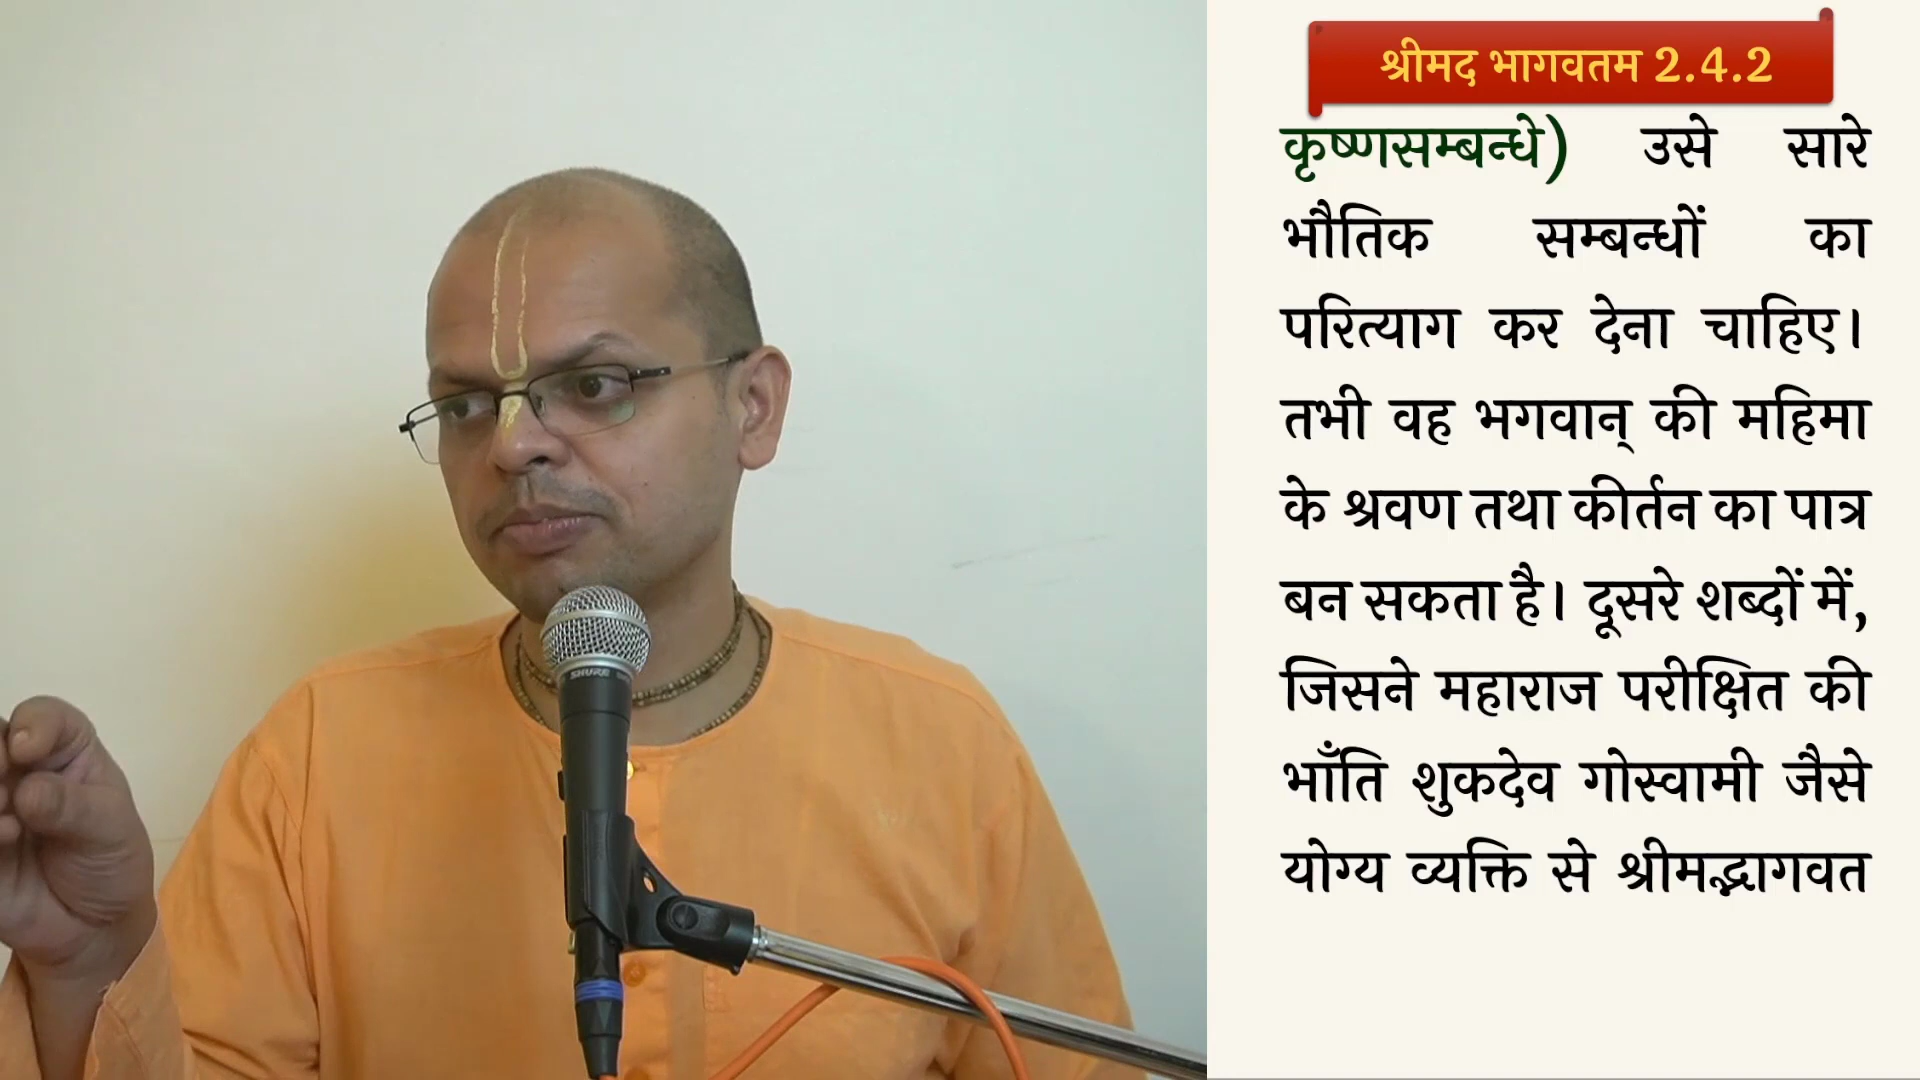 श्रीमद भागवतम 2.4.2
कृष्णसम्बन्धे) उसे सारे
भौतिक सम्बन्धों का
परित्याग कर देना चाहिए।
तभी वह भगवान् की महिमा
के श्रवण तथा कीर्तन का पात्र
बन सकता है। दूसरे शब्दों में,
जिसने महाराज परीक्षित की
भाँति शुकदेव गोस्वामी जैसे
योग्य व्यक्ति से श्रीमद्भागवत
SHURE